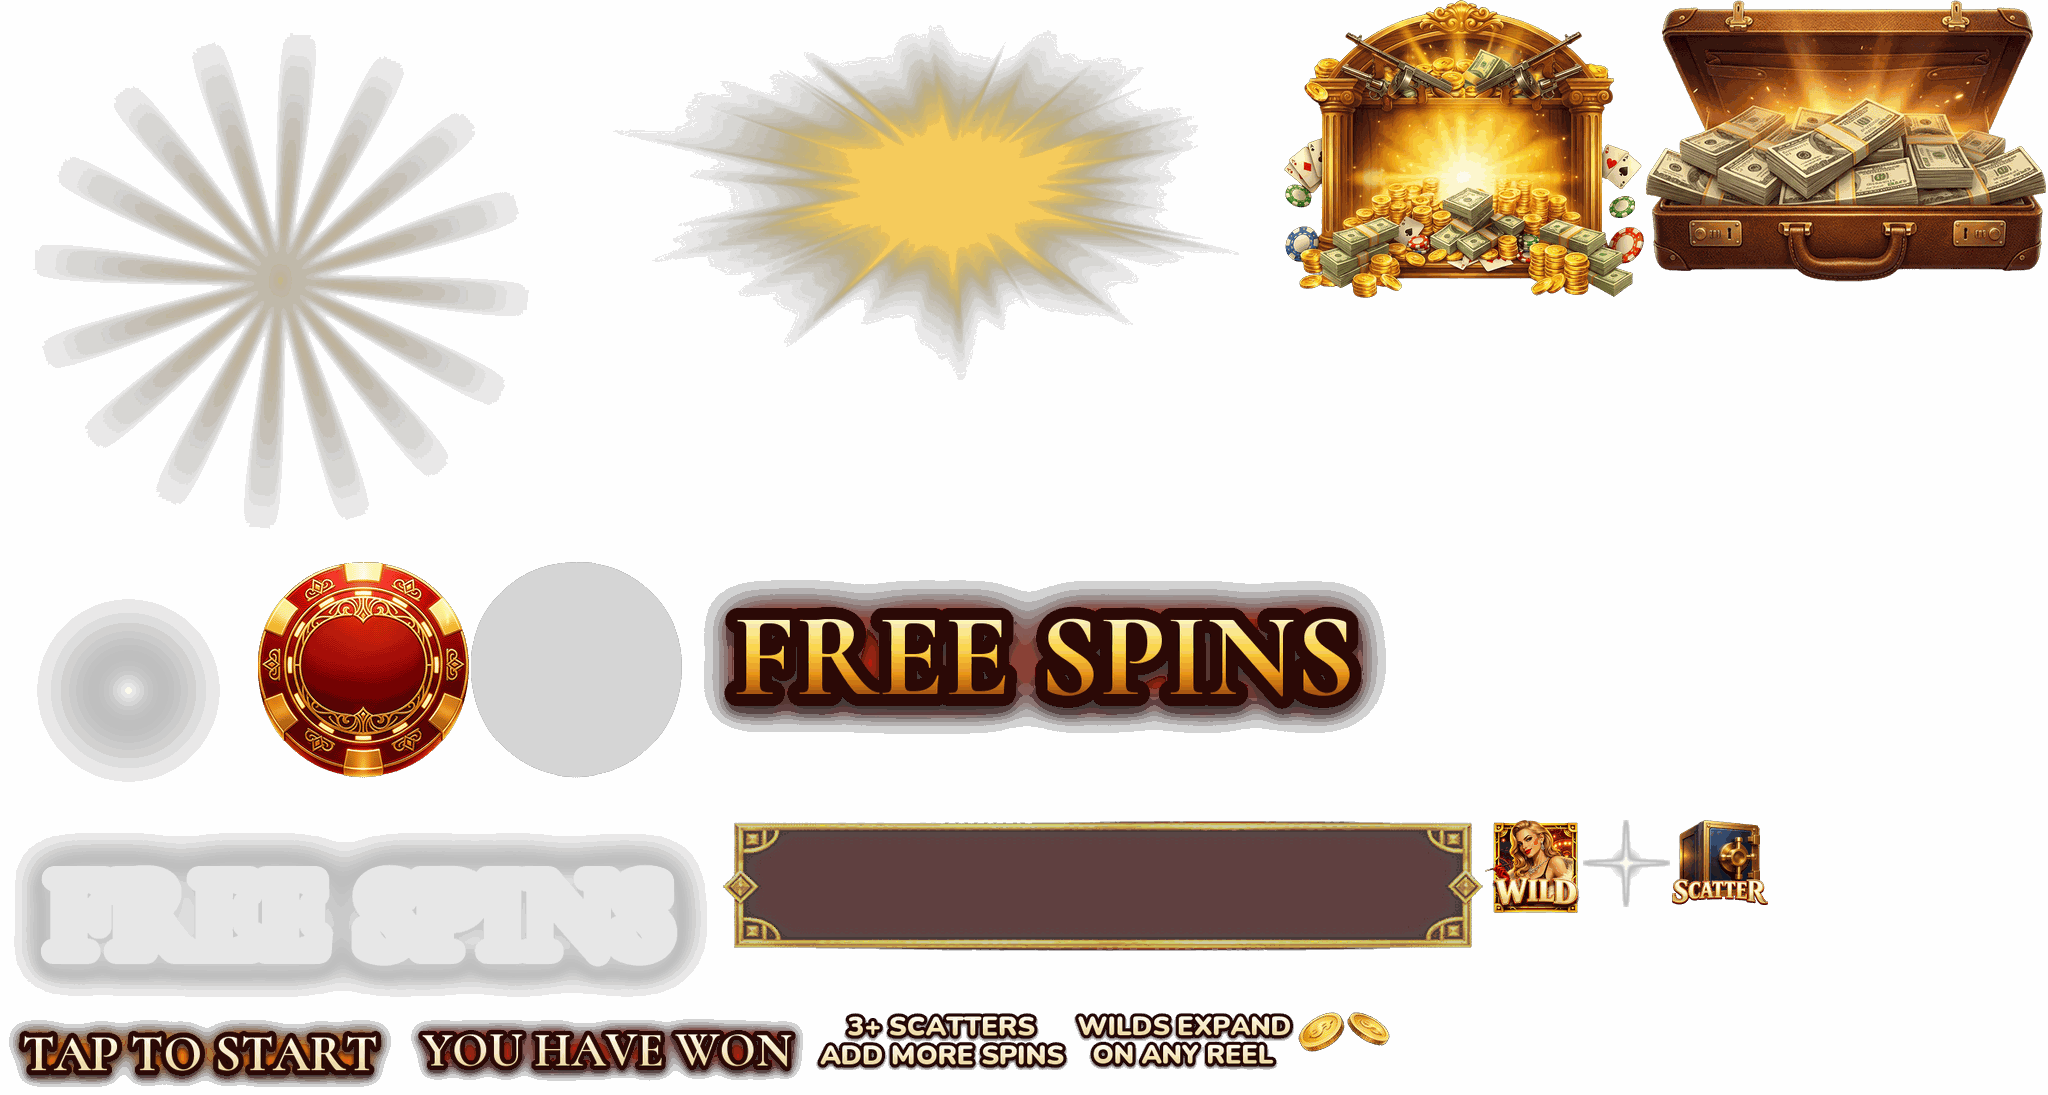 FREE SPINS
WILD
SCATTER
FREE SPINS
TAP TO START
YOU HAVE WON
3+ SCATTERS
ADD MORE SPINS
WILDS EXPAND
ON ANY REEL